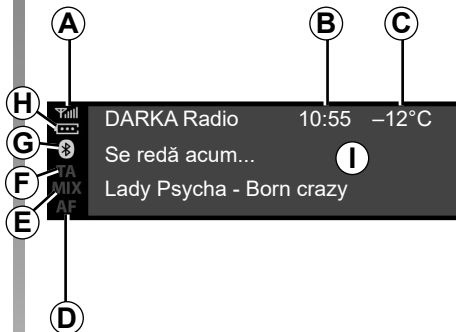 A
B
C
H
G
F
E
D
I
DARKA Radio 10:55 –12°C
Se redă acum...
Lady Psycha - Born crazy
TA
MIX
AF